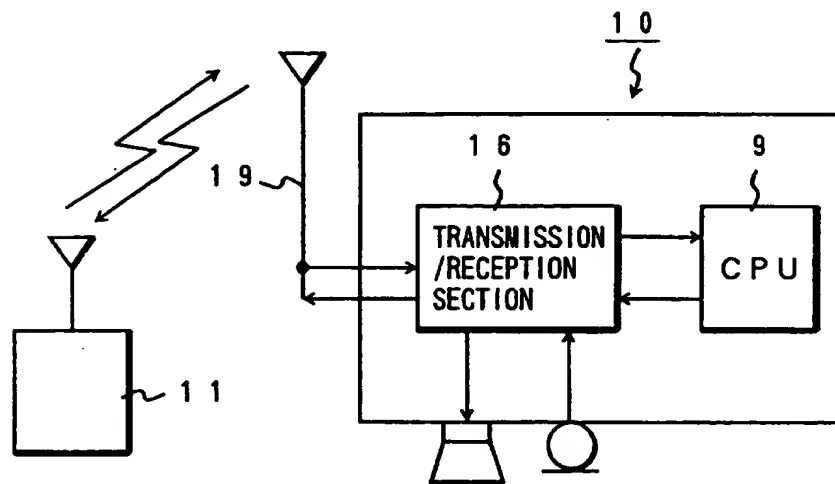 10
16
9
19
TRANSMISSION
/RECEPTION
SECTION
CPU
11